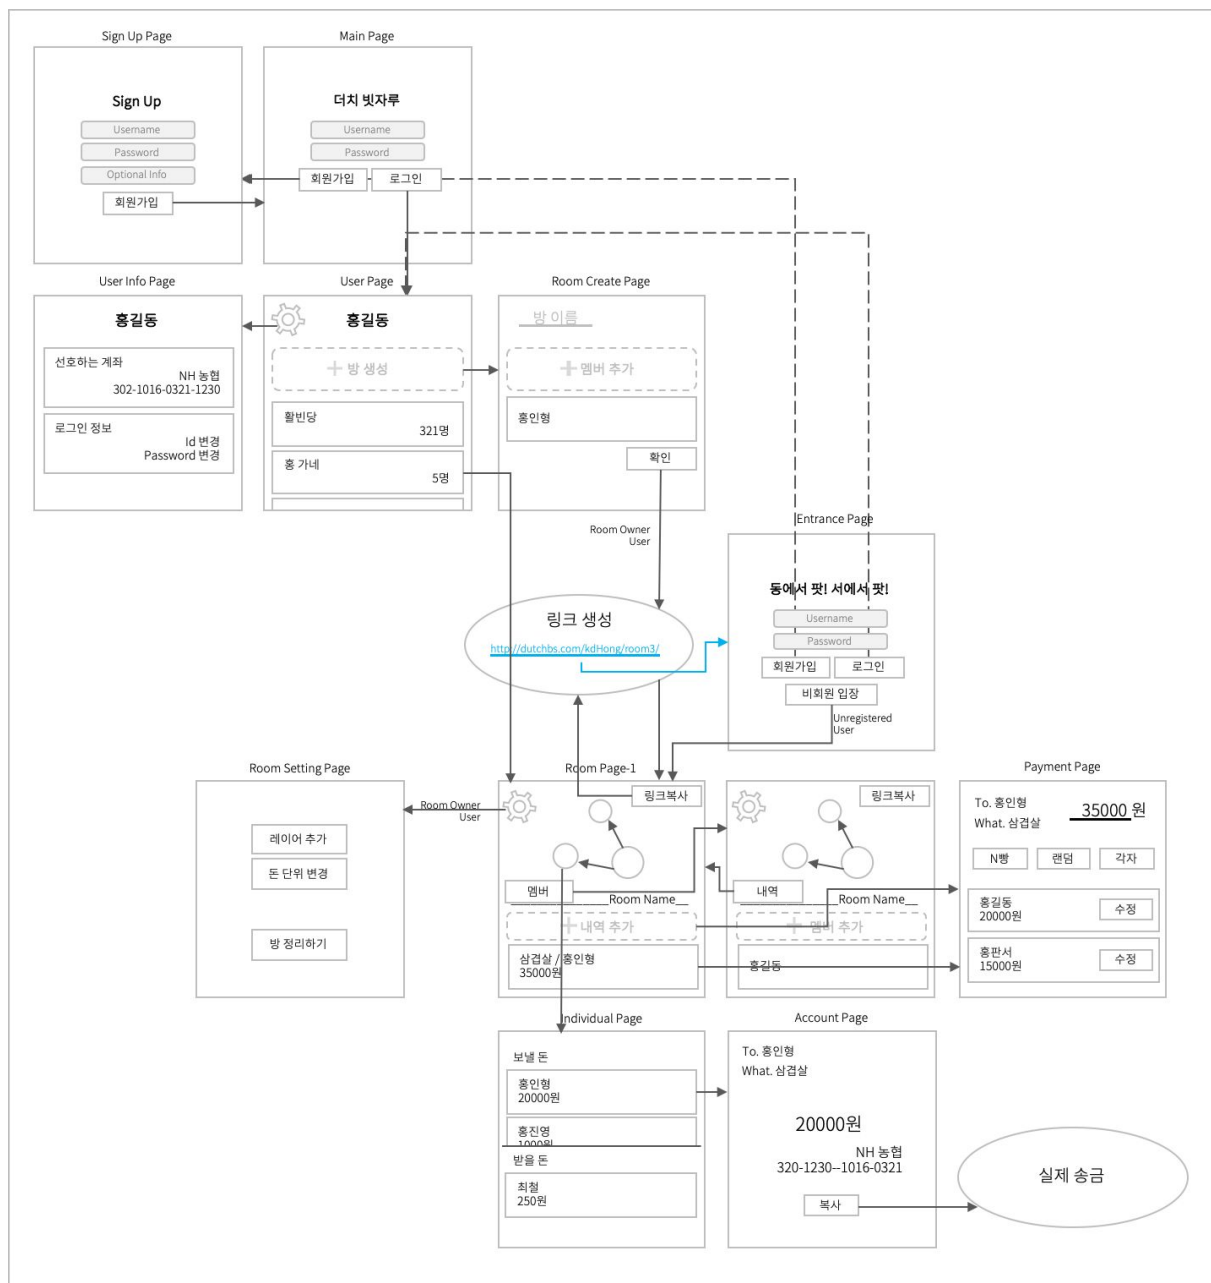 Sign Up Page
Sign Up
Username
Password
Optional Info
회원가입
Main Page
더치 빗자루
Username
Password
회원가입
로그인
User Info Page
홍길동
선호하는 계좌
NH 농협
302-1016-0321-1230
로그인 정보
Id 변경
Password 변경
User Page
홍길동
방 생성
활빈당
321명
홍 가네
5명
Room Create Page
방 이름
멤버 추가
홍인형
확인
Room Owner
User
링크 생성
http://dutchbs.com/kdHong/room3/
Entrance Page
동에서 팟! 서에서 팟!
Username
Password
회원가입
로그인
비회원 입장
Unregistered
User
Room Setting Page
레이어 추가
돈 단위 변경
방 정리하기
Room Owner
User
Room Page-1
링크복사
멤버
Room Name
내역 추가
삼겹살 / 홍인형
35000원
링크복사
내역
Room Name
멤버 추가
홍길동
Payment Page
To. 홍인형
What. 삼겹살
35000 원
N빵
랜덤
각자
홍길동
20000원
수정
홍판서
15000원
수정
Individual Page
보낼 돈
홍인형
20000원
홍진영
1000원
받을 돈
최철
250원
Account Page
To. 홍인형
What. 삼겹살
20000원
NH 농협
320-1230--1016-0321
복사
실제 송금